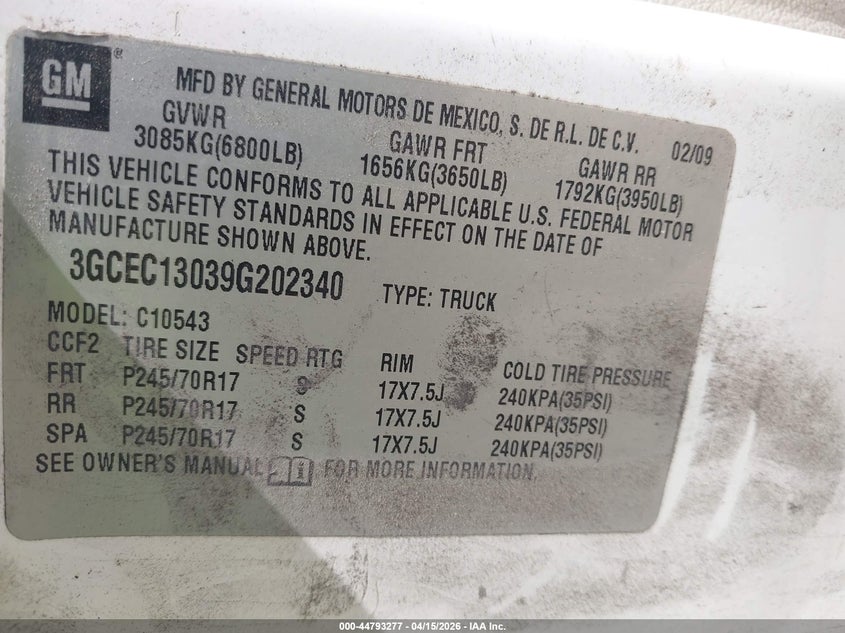 GM ®
MFD BY GENERAL MOTORS DE MEXICO, S. DE R.L. DE C.V. 02/09
GVWR GAWR FRT GAWR RR
3085KG(6800LB) 1656KG(3650LB) 1792KG(3950LB)
THIS VEHICLE CONFORMS TO ALL APPLICABLE U.S. FEDERAL MOTOR
VEHICLE SAFETY STANDARDS IN EFFECT ON THE DATE OF
MANUFACTURE SHOWN ABOVE.
3GCEC13039G202340 TYPE: TRUCK
MODEL: C10543
CCF2 TIRE SIZE SPEED RTG RIM COLD TIRE PRESSURE
FRT P245/70R17 S 17X7.5J 240KPA(35PSI)
RR P245/70R17 S 17X7.5J 240KPA(35PSI)
SPA P245/70R17 S 17X7.5J 240KPA(35PSI)
SEE OWNER'S MANUAL FOR MORE INFORMATION.
000-44793277 - 04/15/2026 - IAA Inc.